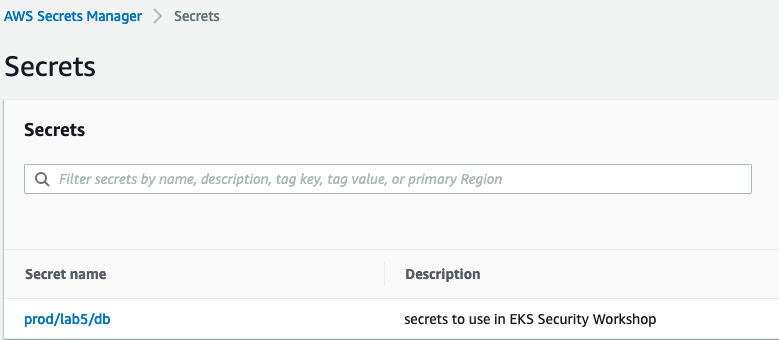 AWS Secrets Manager > Secrets
Secrets
Secrets
Filter secrets by name, description, tag key, tag value, or primary Region
Secret name Description
prod/lab5/db secrets to use in EKS Security Workshop